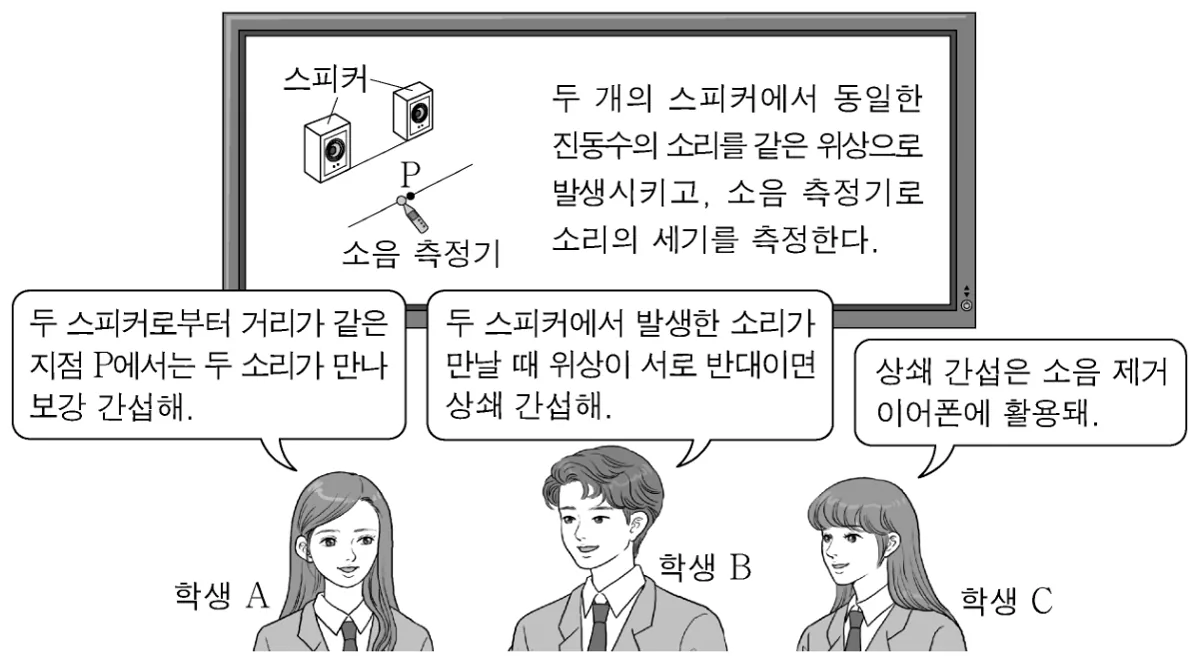 스피커
두 개의 스피커에서 동일한
진동수의 소리를 같은 위상으로
발생시키고, 소음 측정기로
소리의 세기를 측정한다.
P
소음 측정기
두 스피커로부터 거리가 같은
지점 P에서는 두 소리가 만나
보강 간섭해.
두 스피커에서 발생한 소리가
만날 때 위상이 서로 반대이면
상쇄 간섭해.
상쇄 간섭은 소음 제거
이어폰에 활용돼.
학생 A
학생 B
학생 C